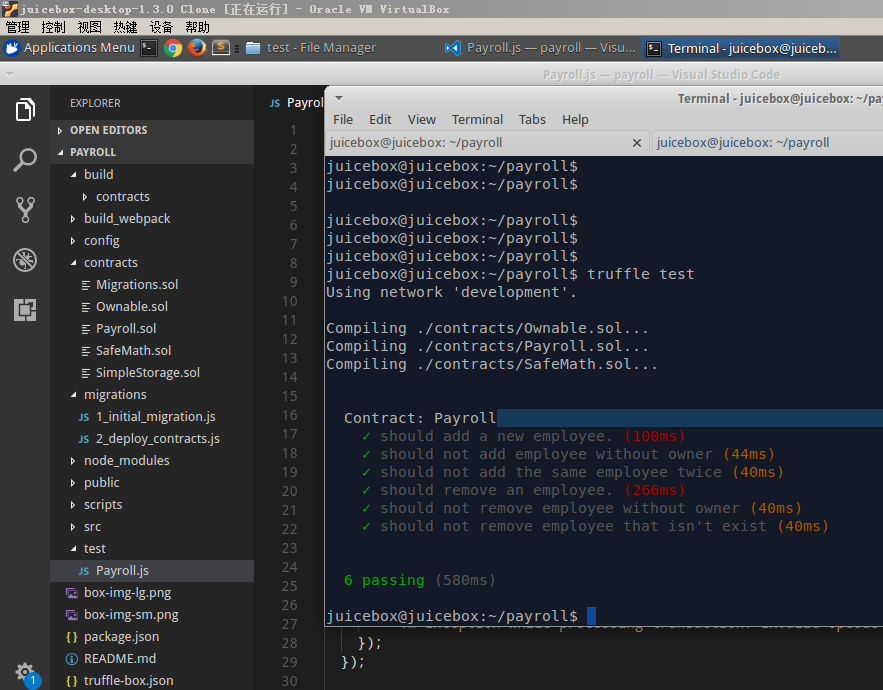 juicebox-desktop-1.3.0 Clone [正在运行] - Oracle VM VirtualBox
管理 控制 视图 热键 设备 帮助
Applications Menu test - File Manager Payroll.js — payroll — Visu... Terminal - juicebox@juiceb...
Payroll.js — payroll — Visual Studio Code
EXPLORER
OPEN EDITORS
PAYROLL
build
contracts
build_webpack
config
contracts
Migrations.sol
Ownable.sol
Payroll.sol
SafeMath.sol
SimpleStorage.sol
migrations
JS 1_initial_migration.js
JS 2_deploy_contracts.js
node_modules
public
scripts
src
test
JS Payroll.js
box-img-lg.png
box-img-sm.png
{} package.json
README.md
{} truffle-box.json
1
JS Payrol
1
2
3
4
5
6
7
8
9
10
11
12
13
14
15
16
17
18
19
20
21
22
23
24
25
26
27
28
29
30
Terminal - juicebox@juicebox: ~/pay
File Edit View Terminal Tabs Help
juicebox@juicebox: ~/payroll × juicebox@juicebox: ~/payroll
juicebox@juicebox:~/payroll$
juicebox@juicebox:~/payroll$
juicebox@juicebox:~/payroll$
juicebox@juicebox:~/payroll$
juicebox@juicebox:~/payroll$
juicebox@juicebox:~/payroll$ truffle test
Using network 'development'.
Compiling ./contracts/Ownable.sol...
Compiling ./contracts/Payroll.sol...
Compiling ./contracts/SafeMath.sol...
Contract: Payroll
✓ should add a new employee. (100ms)
✓ should not add employee without owner (44ms)
✓ should not add the same employee twice (40ms)
✓ should remove an employee. (266ms)
✓ should not remove employee without owner (40ms)
✓ should not remove employee that isn't exist (40ms)
6 passing (580ms)
juicebox@juicebox:~/payroll$
});
});